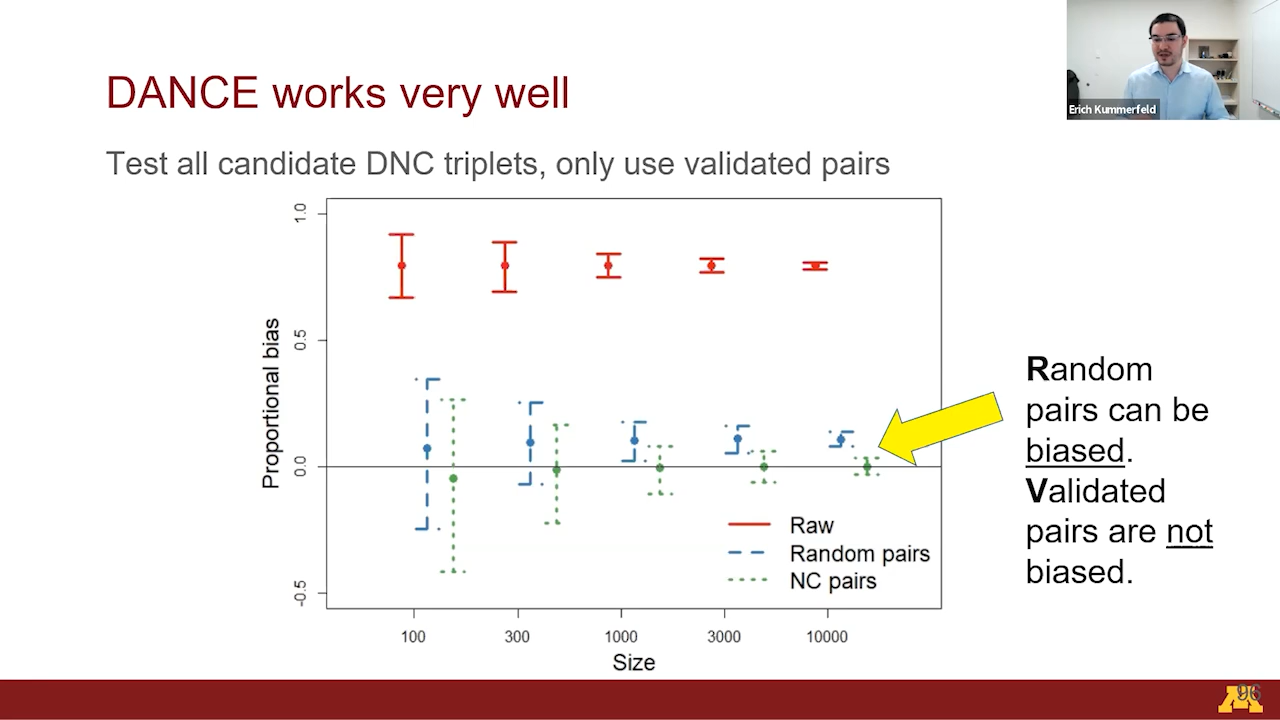 Erich Kummerfeld
DANCE works very well
Test all candidate DNC triplets, only use validated pairs
1.0
0.5
0.0
-0.5
Proportional bias
Raw
Random pairs
NC pairs
100
300
1000
3000
10000
Size
Random
pairs can be
biased.
Validated
pairs are not
biased.
96